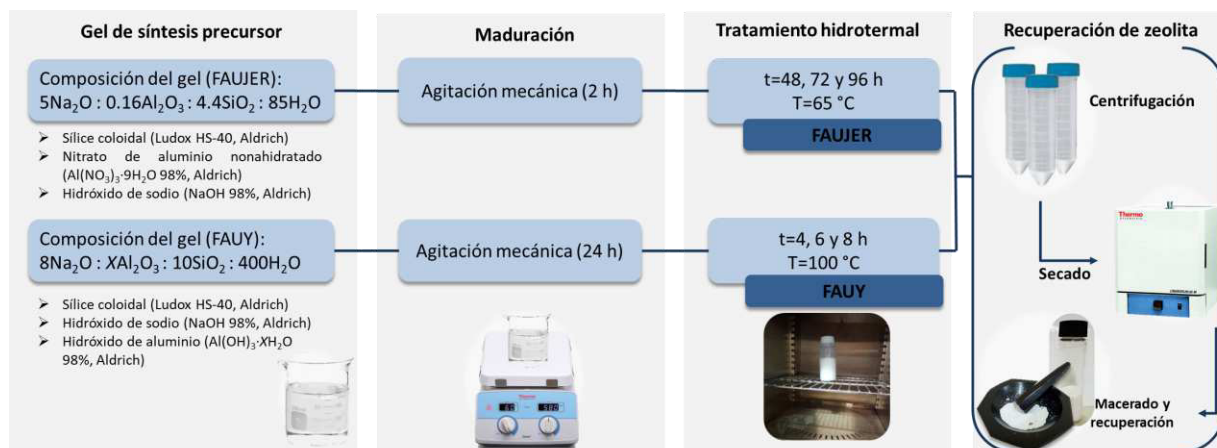 Gel de síntesis precursor
Composición del gel (FAUJER):
5Na₂O : 0.16Al₂O₃ : 4.4SiO₂ : 85H₂O
➢ Sílice coloidal (Ludox HS-40, Aldrich)
➢ Nitrato de aluminio nonahidratado
(Al(NO₃)₃·9H₂O 98%, Aldrich)
➢ Hidróxido de sodio (NaOH 98%, Aldrich)
Composición del gel (FAUY):
8Na₂O : XAl₂O₃ : 10SiO₂ : 400H₂O
➢ Sílice coloidal (Ludox HS-40, Aldrich)
➢ Hidróxido de sodio (NaOH 98%, Aldrich)
➢ Hidróxido de aluminio (Al(OH)₃·XH₂O
98%, Aldrich)
Maduración
Agitación mecánica (2 h)
Agitación mecánica (24 h)
Thermo
Tratamiento hidrotermal
t=48, 72 y 96 h
T=65 °C
FAUJER
t=4, 6 y 8 h
T=100 °C
FAUY
Recuperación de zeolita
Centrifugación
Thermo
Secado
Macerado y
recuperación